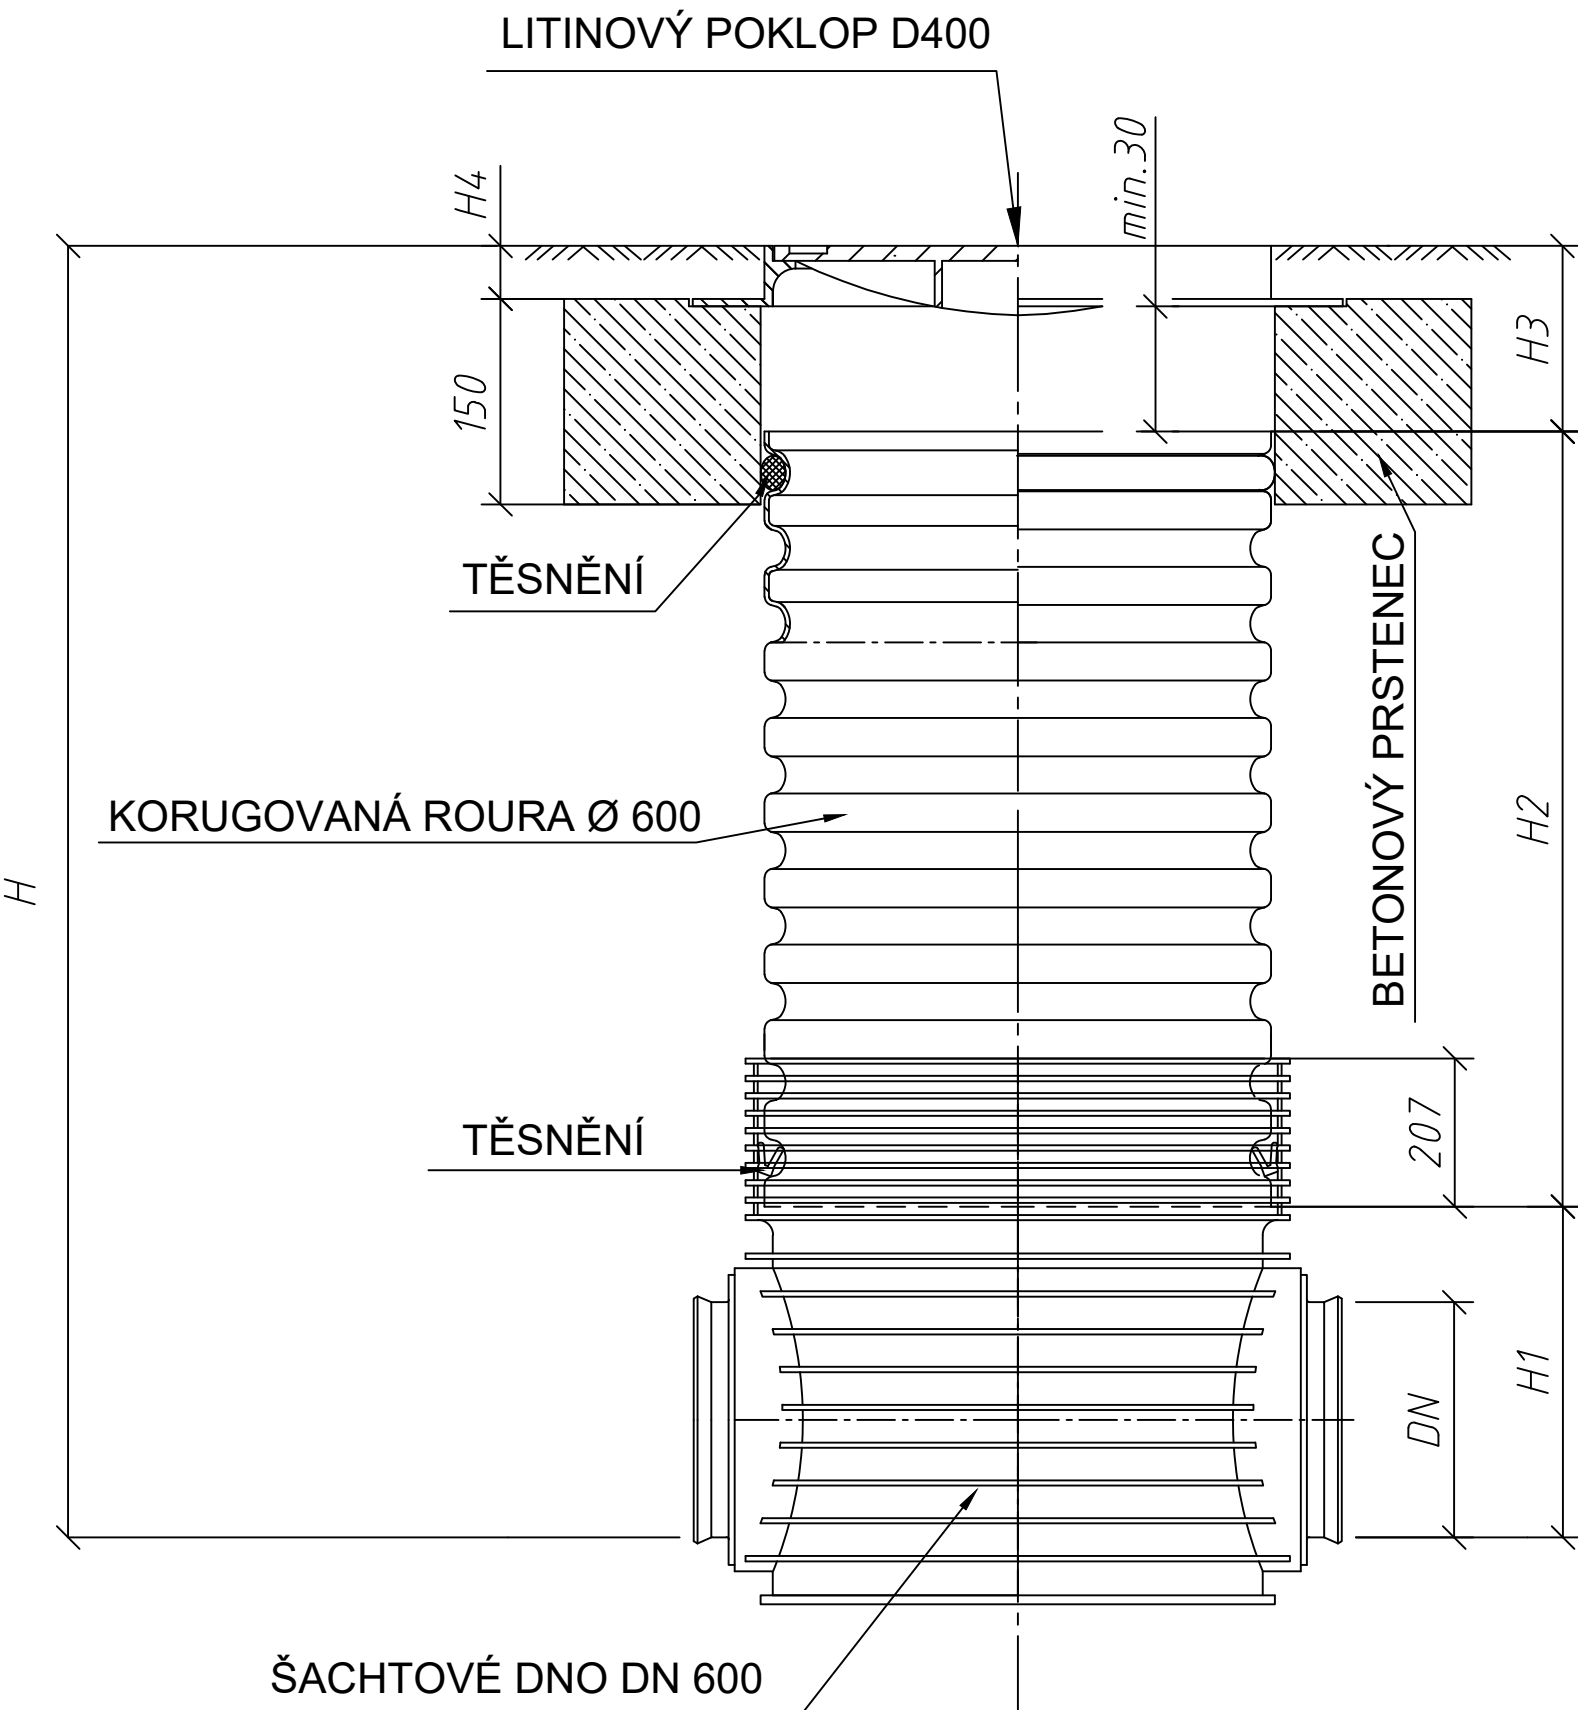 LITINOVÝ POKLOP D400
min.30
H4
H3
150
TĚSNĚNÍ
BETONOVÝ PRSTENEC
KORUGOVANÁ ROURA Ø 600
H2
H
TĚSNĚNÍ
207
H1
DN
ŠACHTOVÉ DNO DN 600